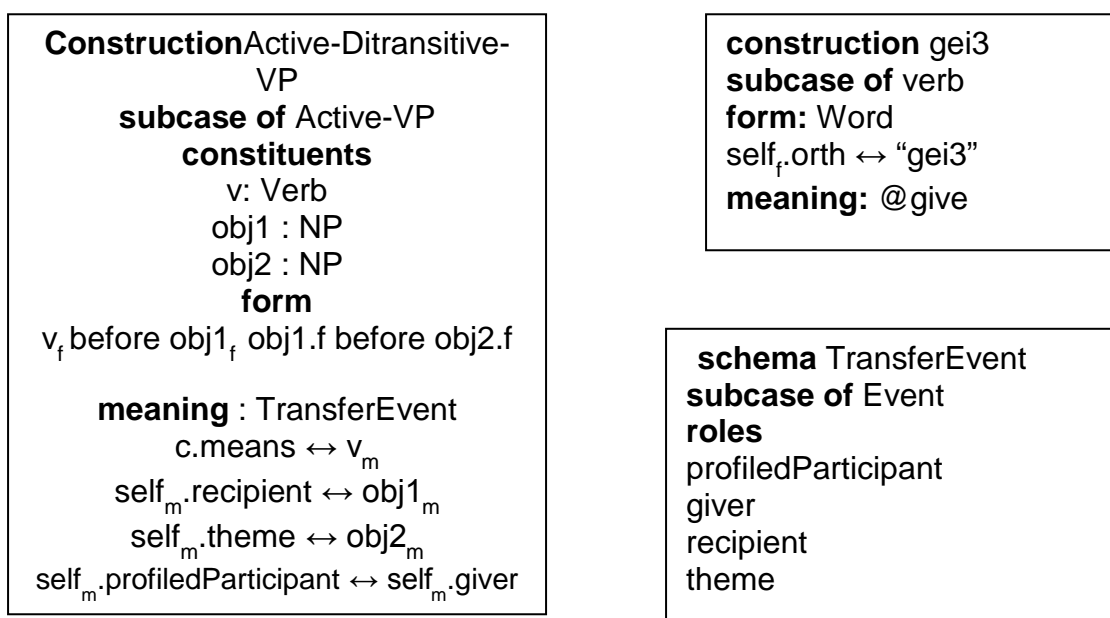 ConstructionActive-Ditransitive-
VP
subcase of Active-VP
constituents
v: Verb
obj1 : NP
obj2 : NP
form
vf before obj1f obj1.f before obj2.f
meaning : TransferEvent
c.means ↔ vm
selfm.recipient ↔ obj1m
selfm.theme ↔ obj2m
selfm.profiledParticipant ↔ selfm.giver
construction gei3
subcase of verb
form: Word
selff.orth ↔ “gei3”
meaning: @give
schema TransferEvent
subcase of Event
roles
profiledParticipant
giver
recipient
theme